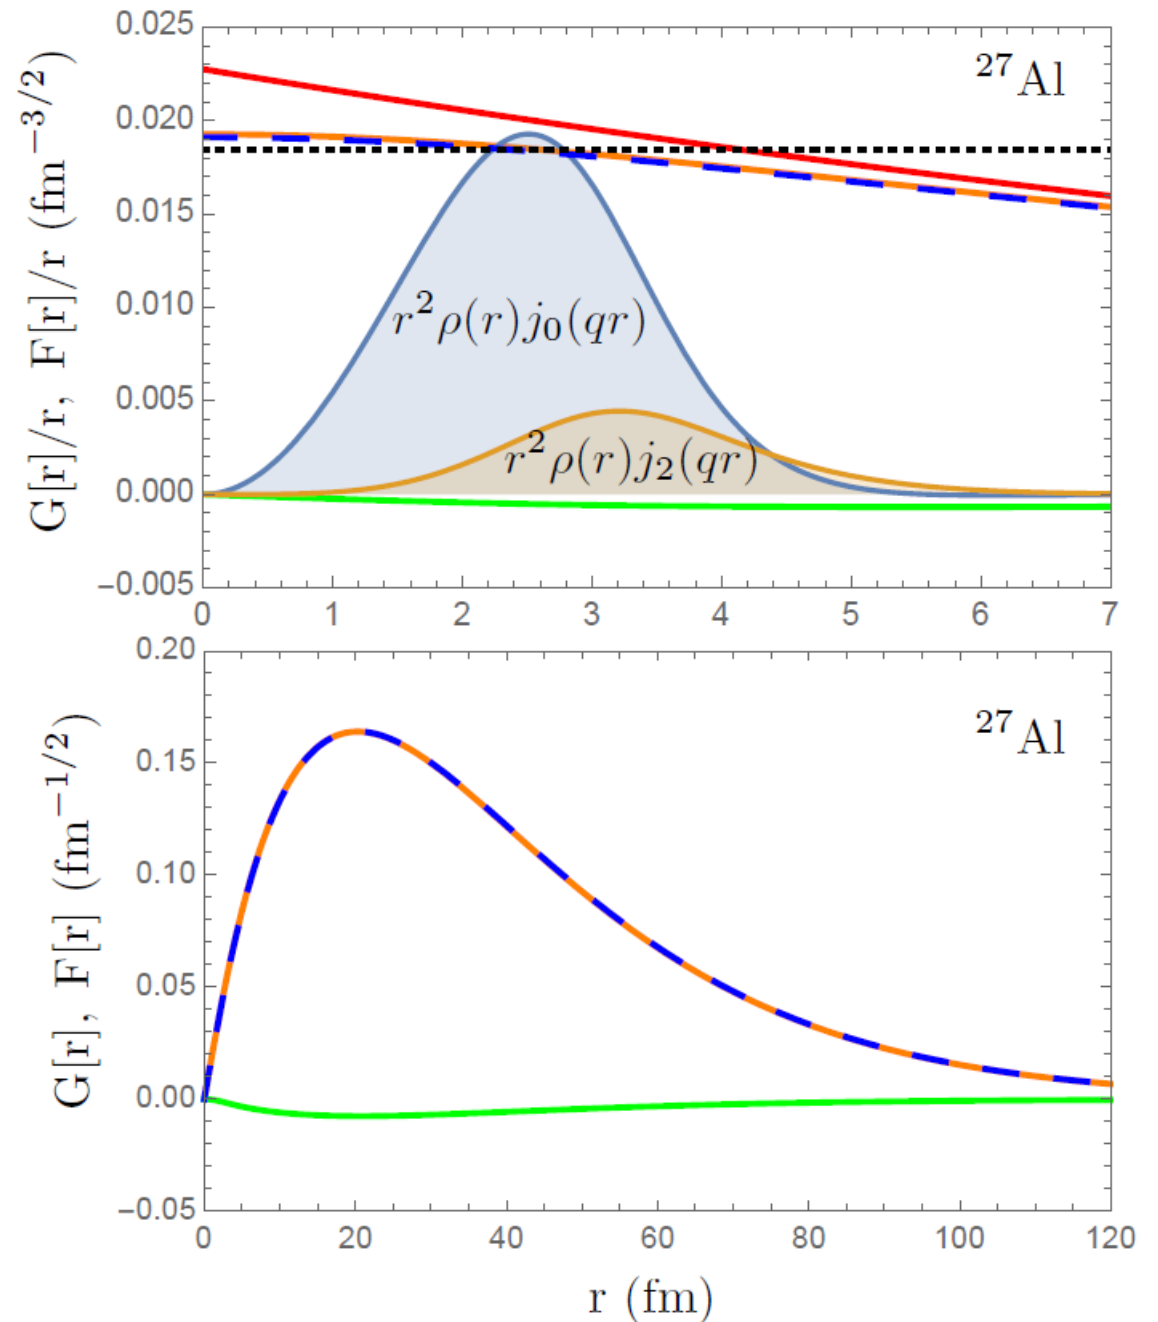 0.025
0.020
0.015
0.010
0.005
0.000
−0.005
G[r]/r, F[r]/r (fm⁻³ᐟ²)
²⁷Al
r²ρ(r)j₀(qr)
r²ρ(r)j₂(qr)
0 1 2 3 4 5 6 7
0.20
0.15
0.10
0.05
0.00
−0.05
G[r], F[r] (fm⁻¹ᐟ²)
²⁷Al
0 20 40 60 80 100 120
r (fm)